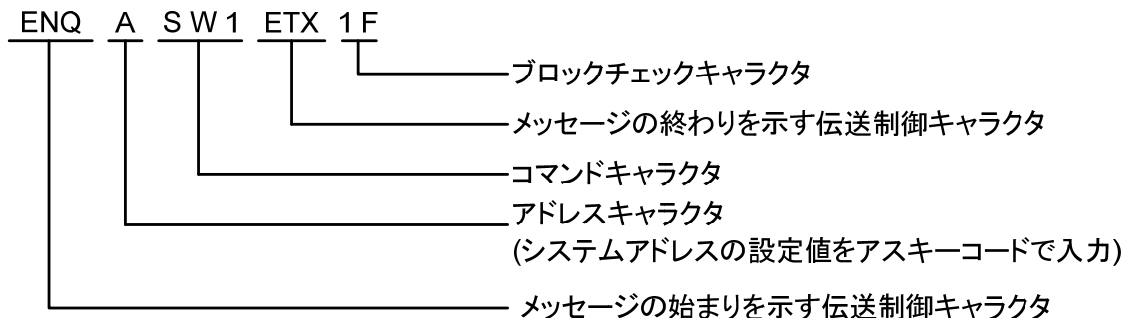 ENQ A SW1 ETX 1F
ブロックチェックキャラクタ
メッセージの終わりを示す伝送制御キャラクタ
コマンドキャラクタ
アドレスキャラクタ
(システムアドレスの設定値をアスキーコードで入力)
メッセージの始まりを示す伝送制御キャラクタ